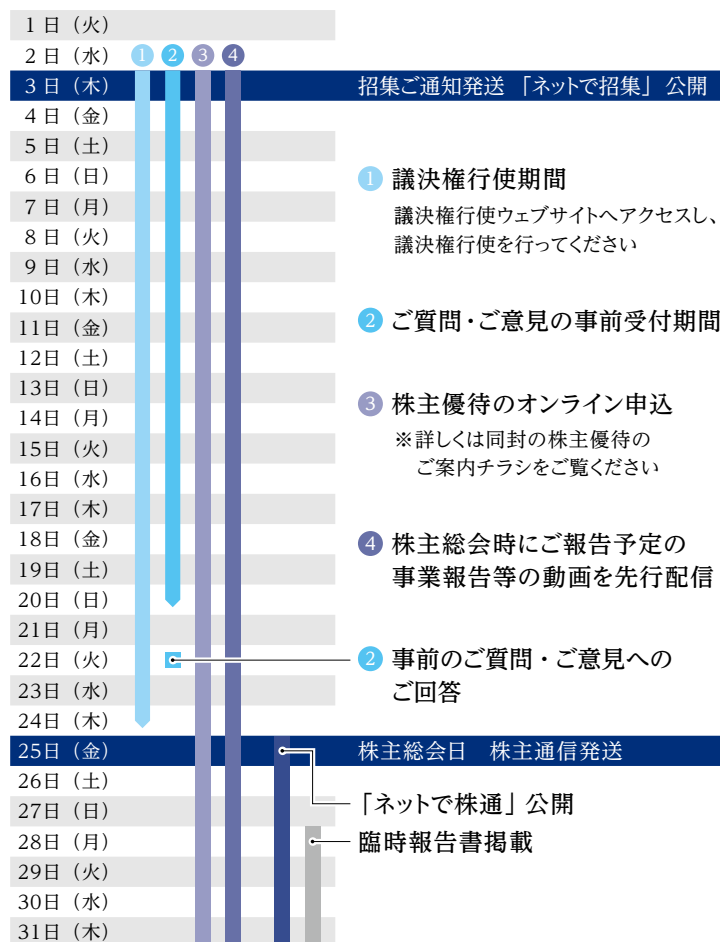 1日（火）
2日（水） 1 2 3 4
3日（木） 招集ご通知発送 「ネットで招集」 公開
4日（金）
5日（土）
6日（日）
7日（月）
8日（火）
9日（水）
10日（木）
11日（金）
12日（土）
13日（日）
14日（月）
15日（火）
16日（水）
17日（木）
18日（金）
19日（土）
20日（日）
21日（月）
22日（火）
23日（水）
24日（木）
25日（金） 株主総会日 株主通信発送
26日（土）
27日（日）
28日（月）
29日（火）
30日（水）
31日（木）
1 議決権行使期間
議決権行使ウェブサイトへアクセスし、
議決権行使を行ってください
2 ご質問・ご意見の事前受付期間
3 株主優待のオンライン申込
※詳しくは同封の株主優待の
ご案内チラシをご覧ください
4 株主総会時にご報告予定の
事業報告等の動画を先行配信
2 事前のご質問・ご意見への
ご回答
「ネットで株通」 公開
臨時報告書掲載